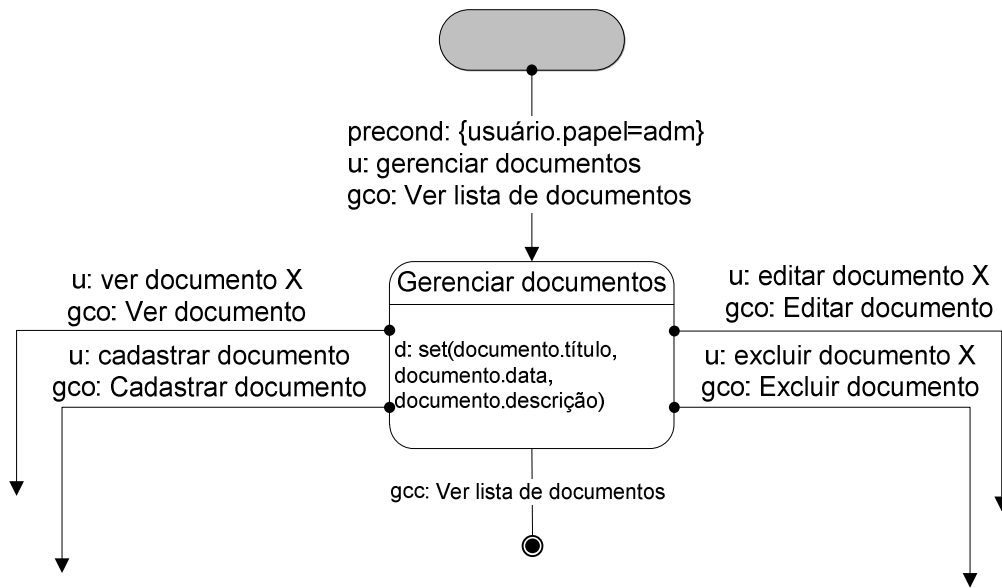 precond: {usuário.papel=adm}
u: gerenciar documentos
gco: Ver lista de documentos
Gerenciar documentos
d: set(documento.título,
documento.data,
documento.descrição)
u: ver documento X
gco: Ver documento
u: cadastrar documento
gco: Cadastrar documento
u: editar documento X
gco: Editar documento
u: excluir documento X
gco: Excluir documento
gcc: Ver lista de documentos